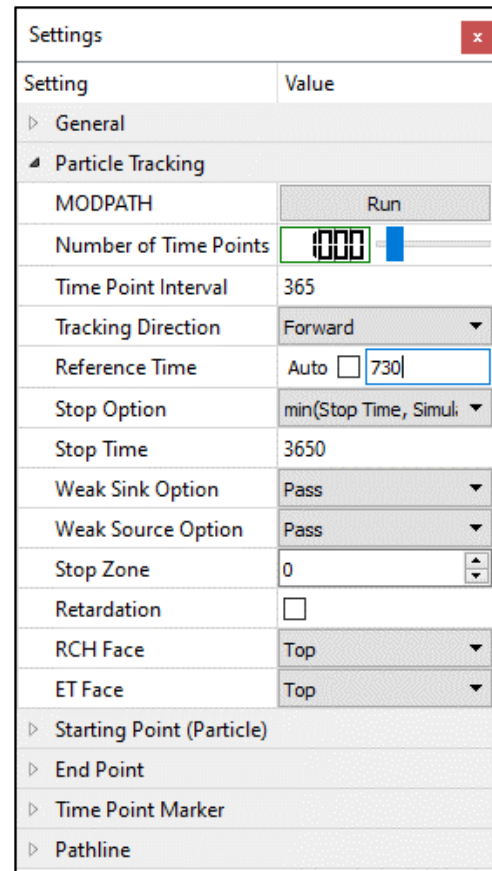 Settings x
Setting Value
General
Particle Tracking
MODPATH Run
Number of Time Points 1000
Time Point Interval 365
Tracking Direction Forward
Reference Time Auto 730
Stop Option min(Stop Time, Simul
Stop Time 3650
Weak Sink Option Pass
Weak Source Option Pass
Stop Zone 0
Retardation
RCH Face Top
ET Face Top
Starting Point (Particle)
End Point
Time Point Marker
Pathline